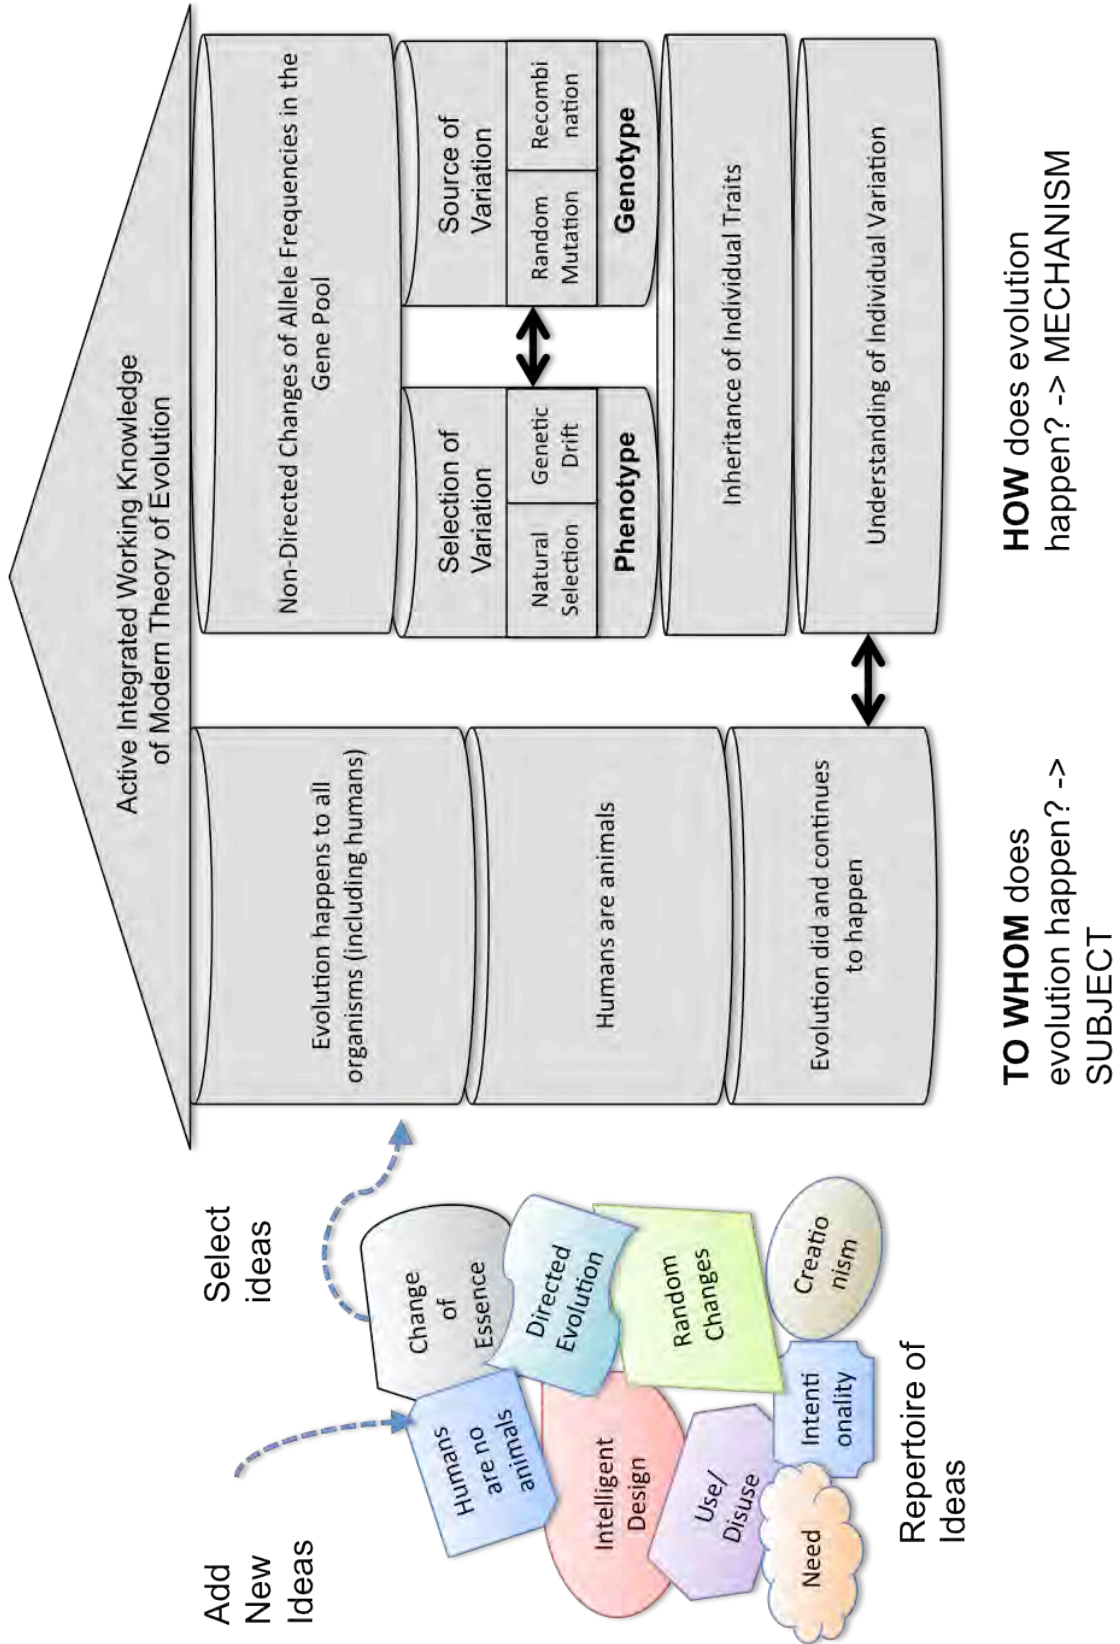 Add
New
Ideas
Select
ideas
Humans
are no
animals
Change
of
Essence
Directed
Evolution
Intelligent
Design
Random
Changes
Use/
Disuse
Need
Intenti
onality
Creatio
nism
Repertoire of
Ideas
Active Integrated Working Knowledge
of Modern Theory of Evolution
Evolution happens to all
organisms (including humans)
Humans are animals
Evolution did and continues
to happen
TO WHOM does
evolution happen? ->
SUBJECT
Non-Directed Changes of Allele Frequencies in the
Gene Pool
Selection of
Variation
Natural
Selection
Genetic
Drift
Phenotype
Source of
Variation
Random
Mutation
Recombi
nation
Genotype
Inheritance of Individual Traits
Understanding of Individual Variation
HOW does evolution
happen? -> MECHANISM